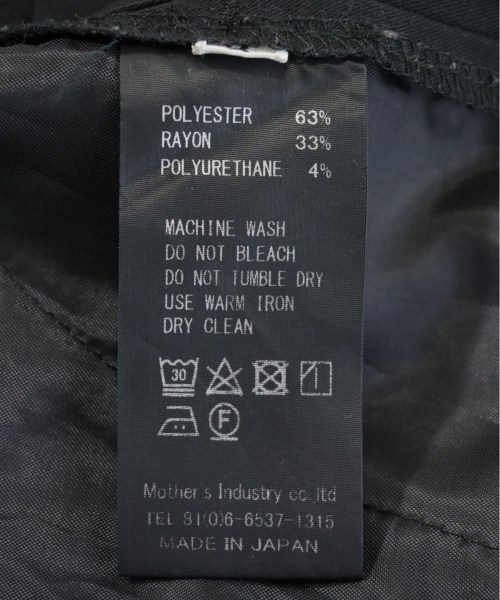 POLYESTER 63%
RAYON 33%
POLYURETHANE 4%
MACHINE WASH
DO NOT BLEACH
DO NOT TUMBLE DRY
USE WARM IRON
DRY CLEAN
30
F
Mother's Industry co.,ltd
TEL 81(0)6-6537-1315
MADE IN JAPAN